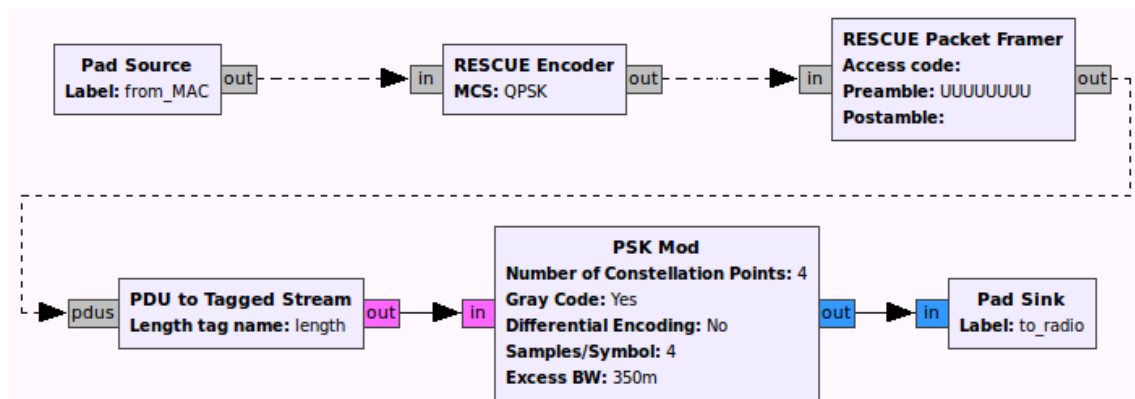 Pad Source
Label: from_MAC
out
in
RESCUE Encoder
MCS: QPSK
out
in
RESCUE Packet Framer
Access code:
Preamble: UUUUUUUU
Postamble:
out
pdus
PDU to Tagged Stream
Length tag name: length
out
in
PSK Mod
Number of Constellation Points: 4
Gray Code: Yes
Differential Encoding: No
Samples/Symbol: 4
Excess BW: 350m
out
in
Pad Sink
Label: to_radio